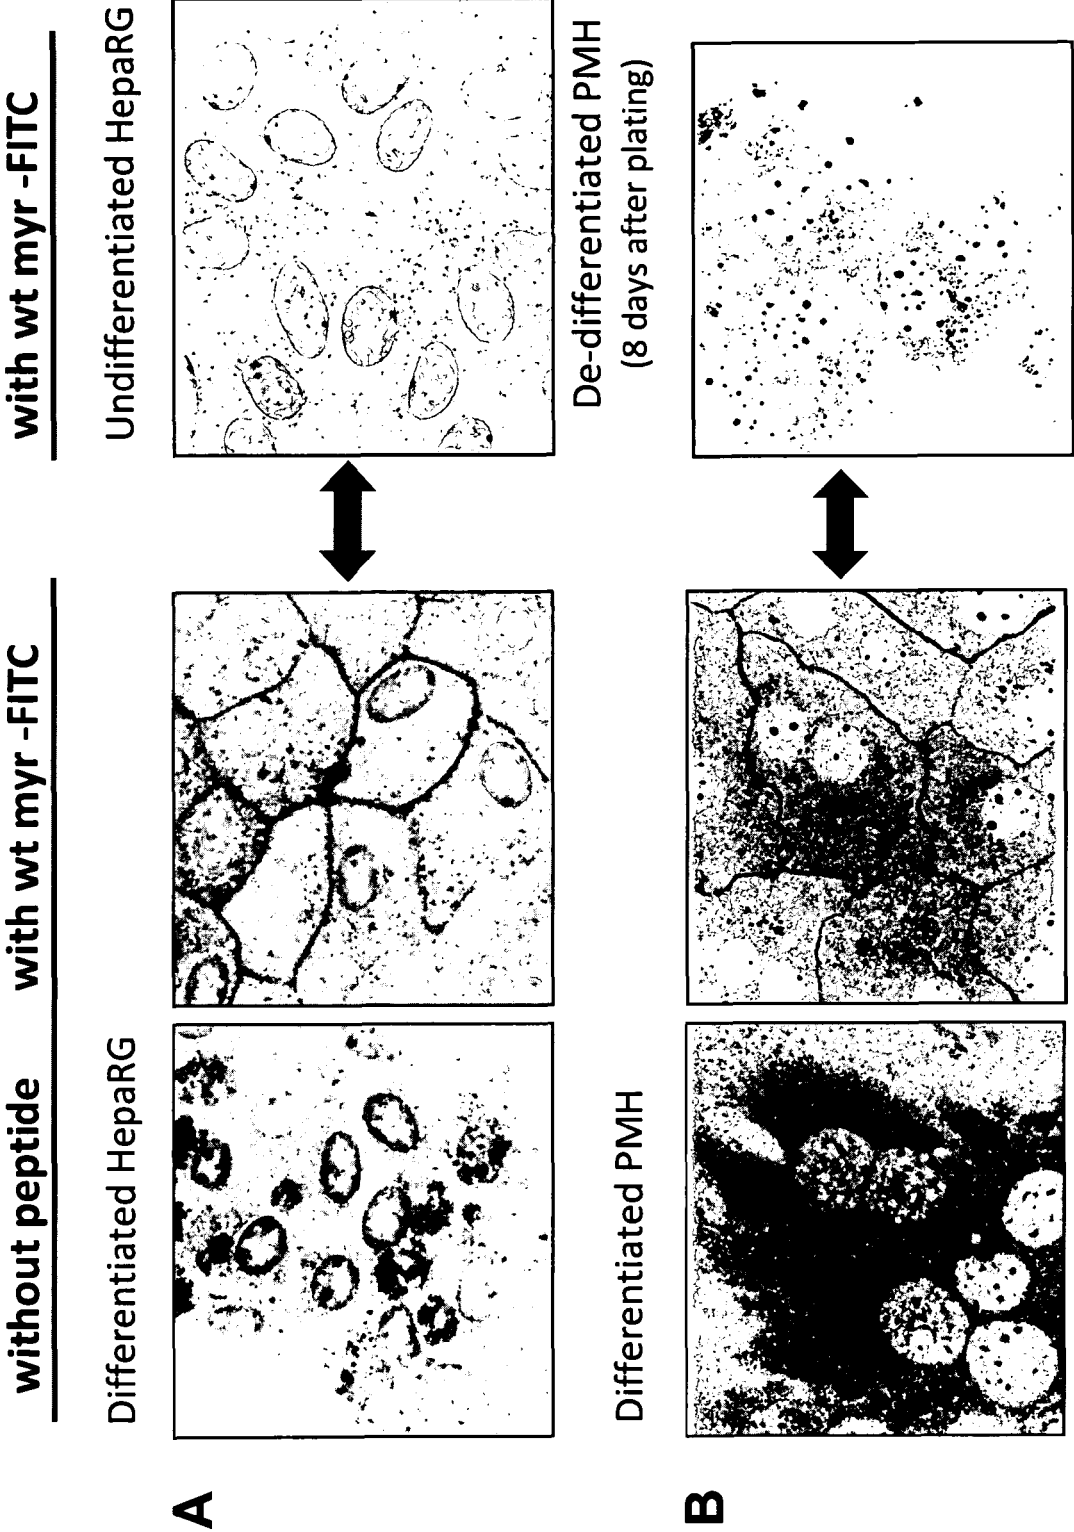 without peptide
with wt myr -FITC
with wt myr -FITC
A
Differentiated HepaRG
Undifferentiated HepaRG
B
Differentiated PMH
De-differentiated PMH
(8 days after plating)